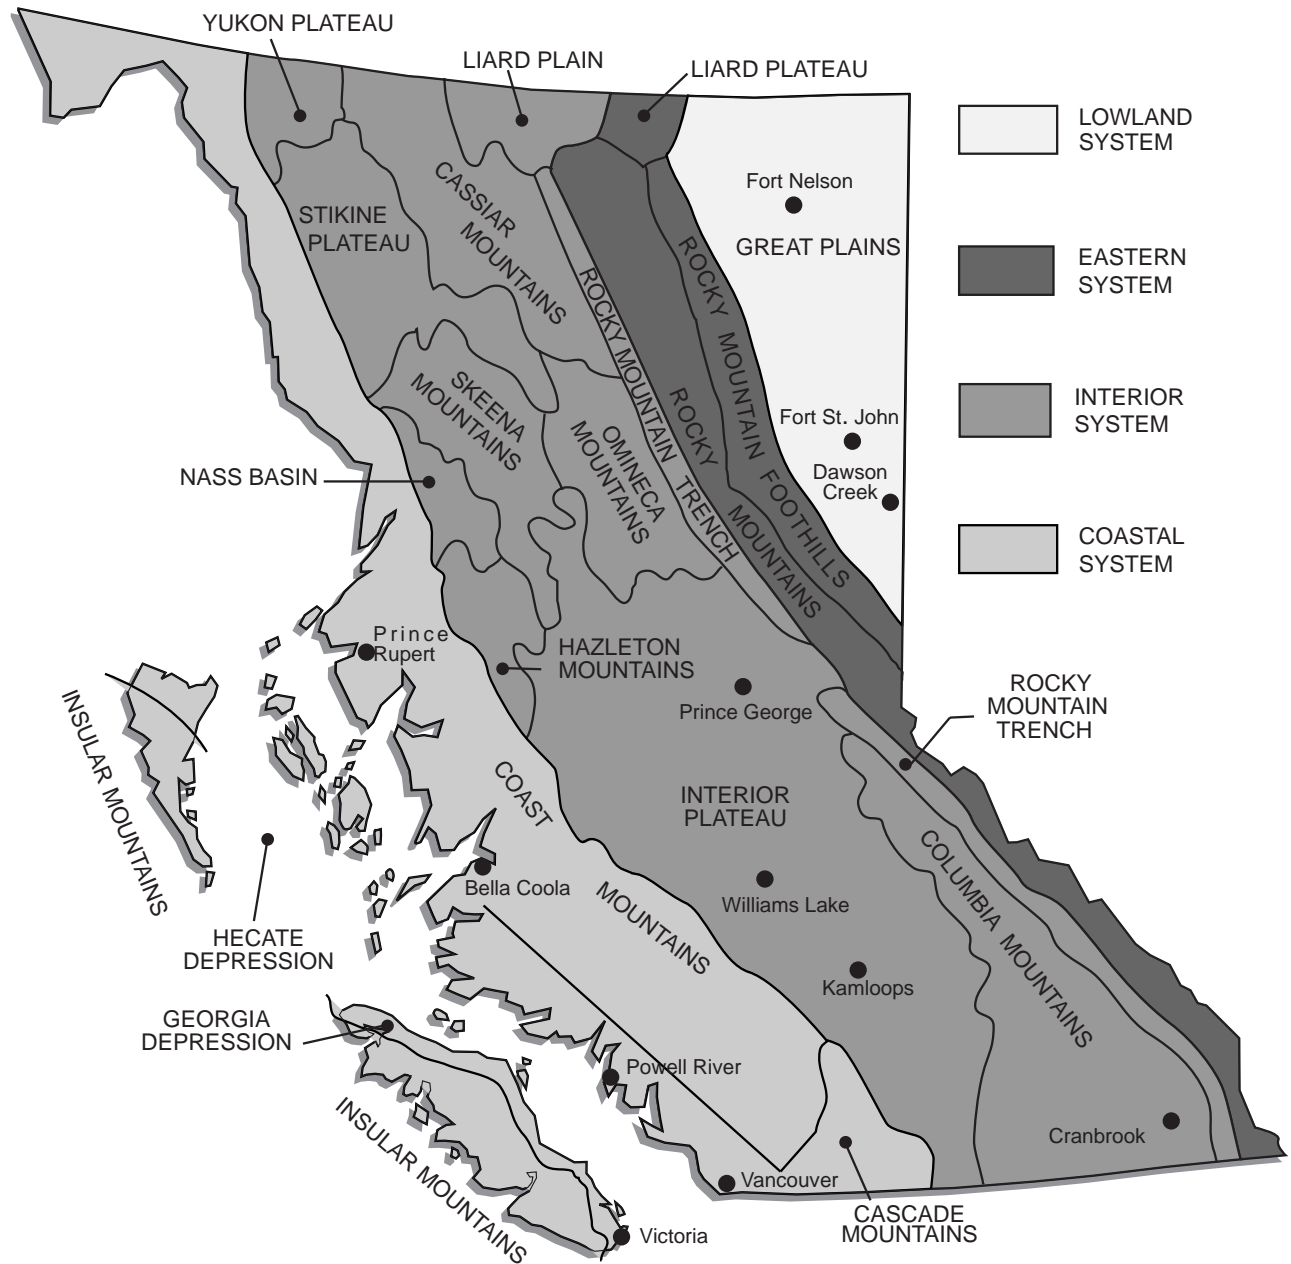 YUKON PLATEAU
LIARD PLAIN
LIARD PLATEAU
LOWLAND
SYSTEM
Fort Nelson
GREAT PLAINS
EASTERN
SYSTEM
STIKINE
PLATEAU
CASSIAR
MOUNTAINS
ROCKY MOUNTAIN TRENCH
ROCKY MOUNTAIN FOOTHILLS
ROCKY MOUNTAINS
SKEENA
MOUNTAINS
OMINECA
MOUNTAINS
INTERIOR
SYSTEM
Fort St. John
Dawson
Creek
NASS BASIN
COASTAL
SYSTEM
Prince
Rupert
HAZLETON
MOUNTAINS
Prince George
ROCKY
MOUNTAIN
TRENCH
INSULAR MOUNTAINS
COAST MOUNTAINS
INTERIOR
PLATEAU
COLUMBIA MOUNTAINS
Bella Coola
Williams Lake
HECATE
DEPRESSION
Kamloops
GEORGIA
DEPRESSION
Powell River
INSULAR MOUNTAINS
Cranbrook
Vancouver
CASCADE
MOUNTAINS
Victoria